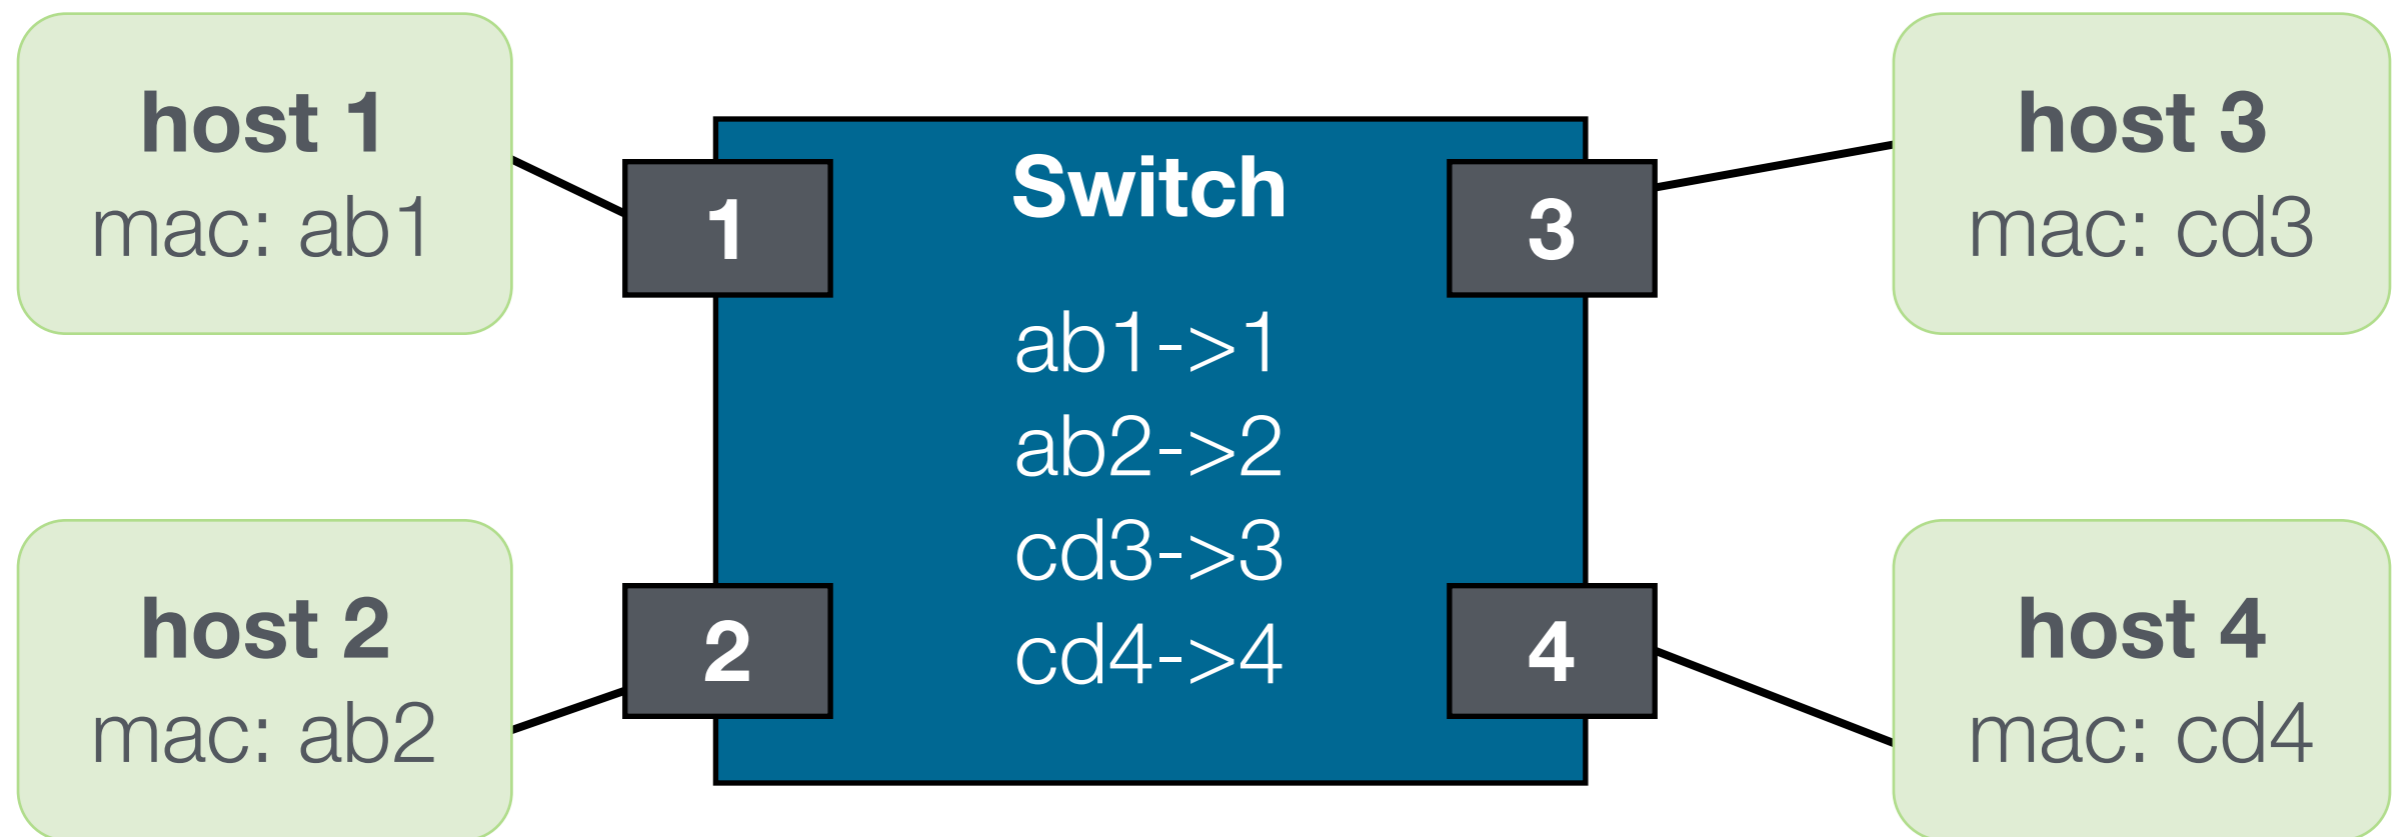 host 1
mac: ab1
host 2
mac: ab2
1
2
Switch
ab1->1
ab2->2
cd3->3
cd4->4
3
4
host 3
mac: cd3
host 4
mac: cd4